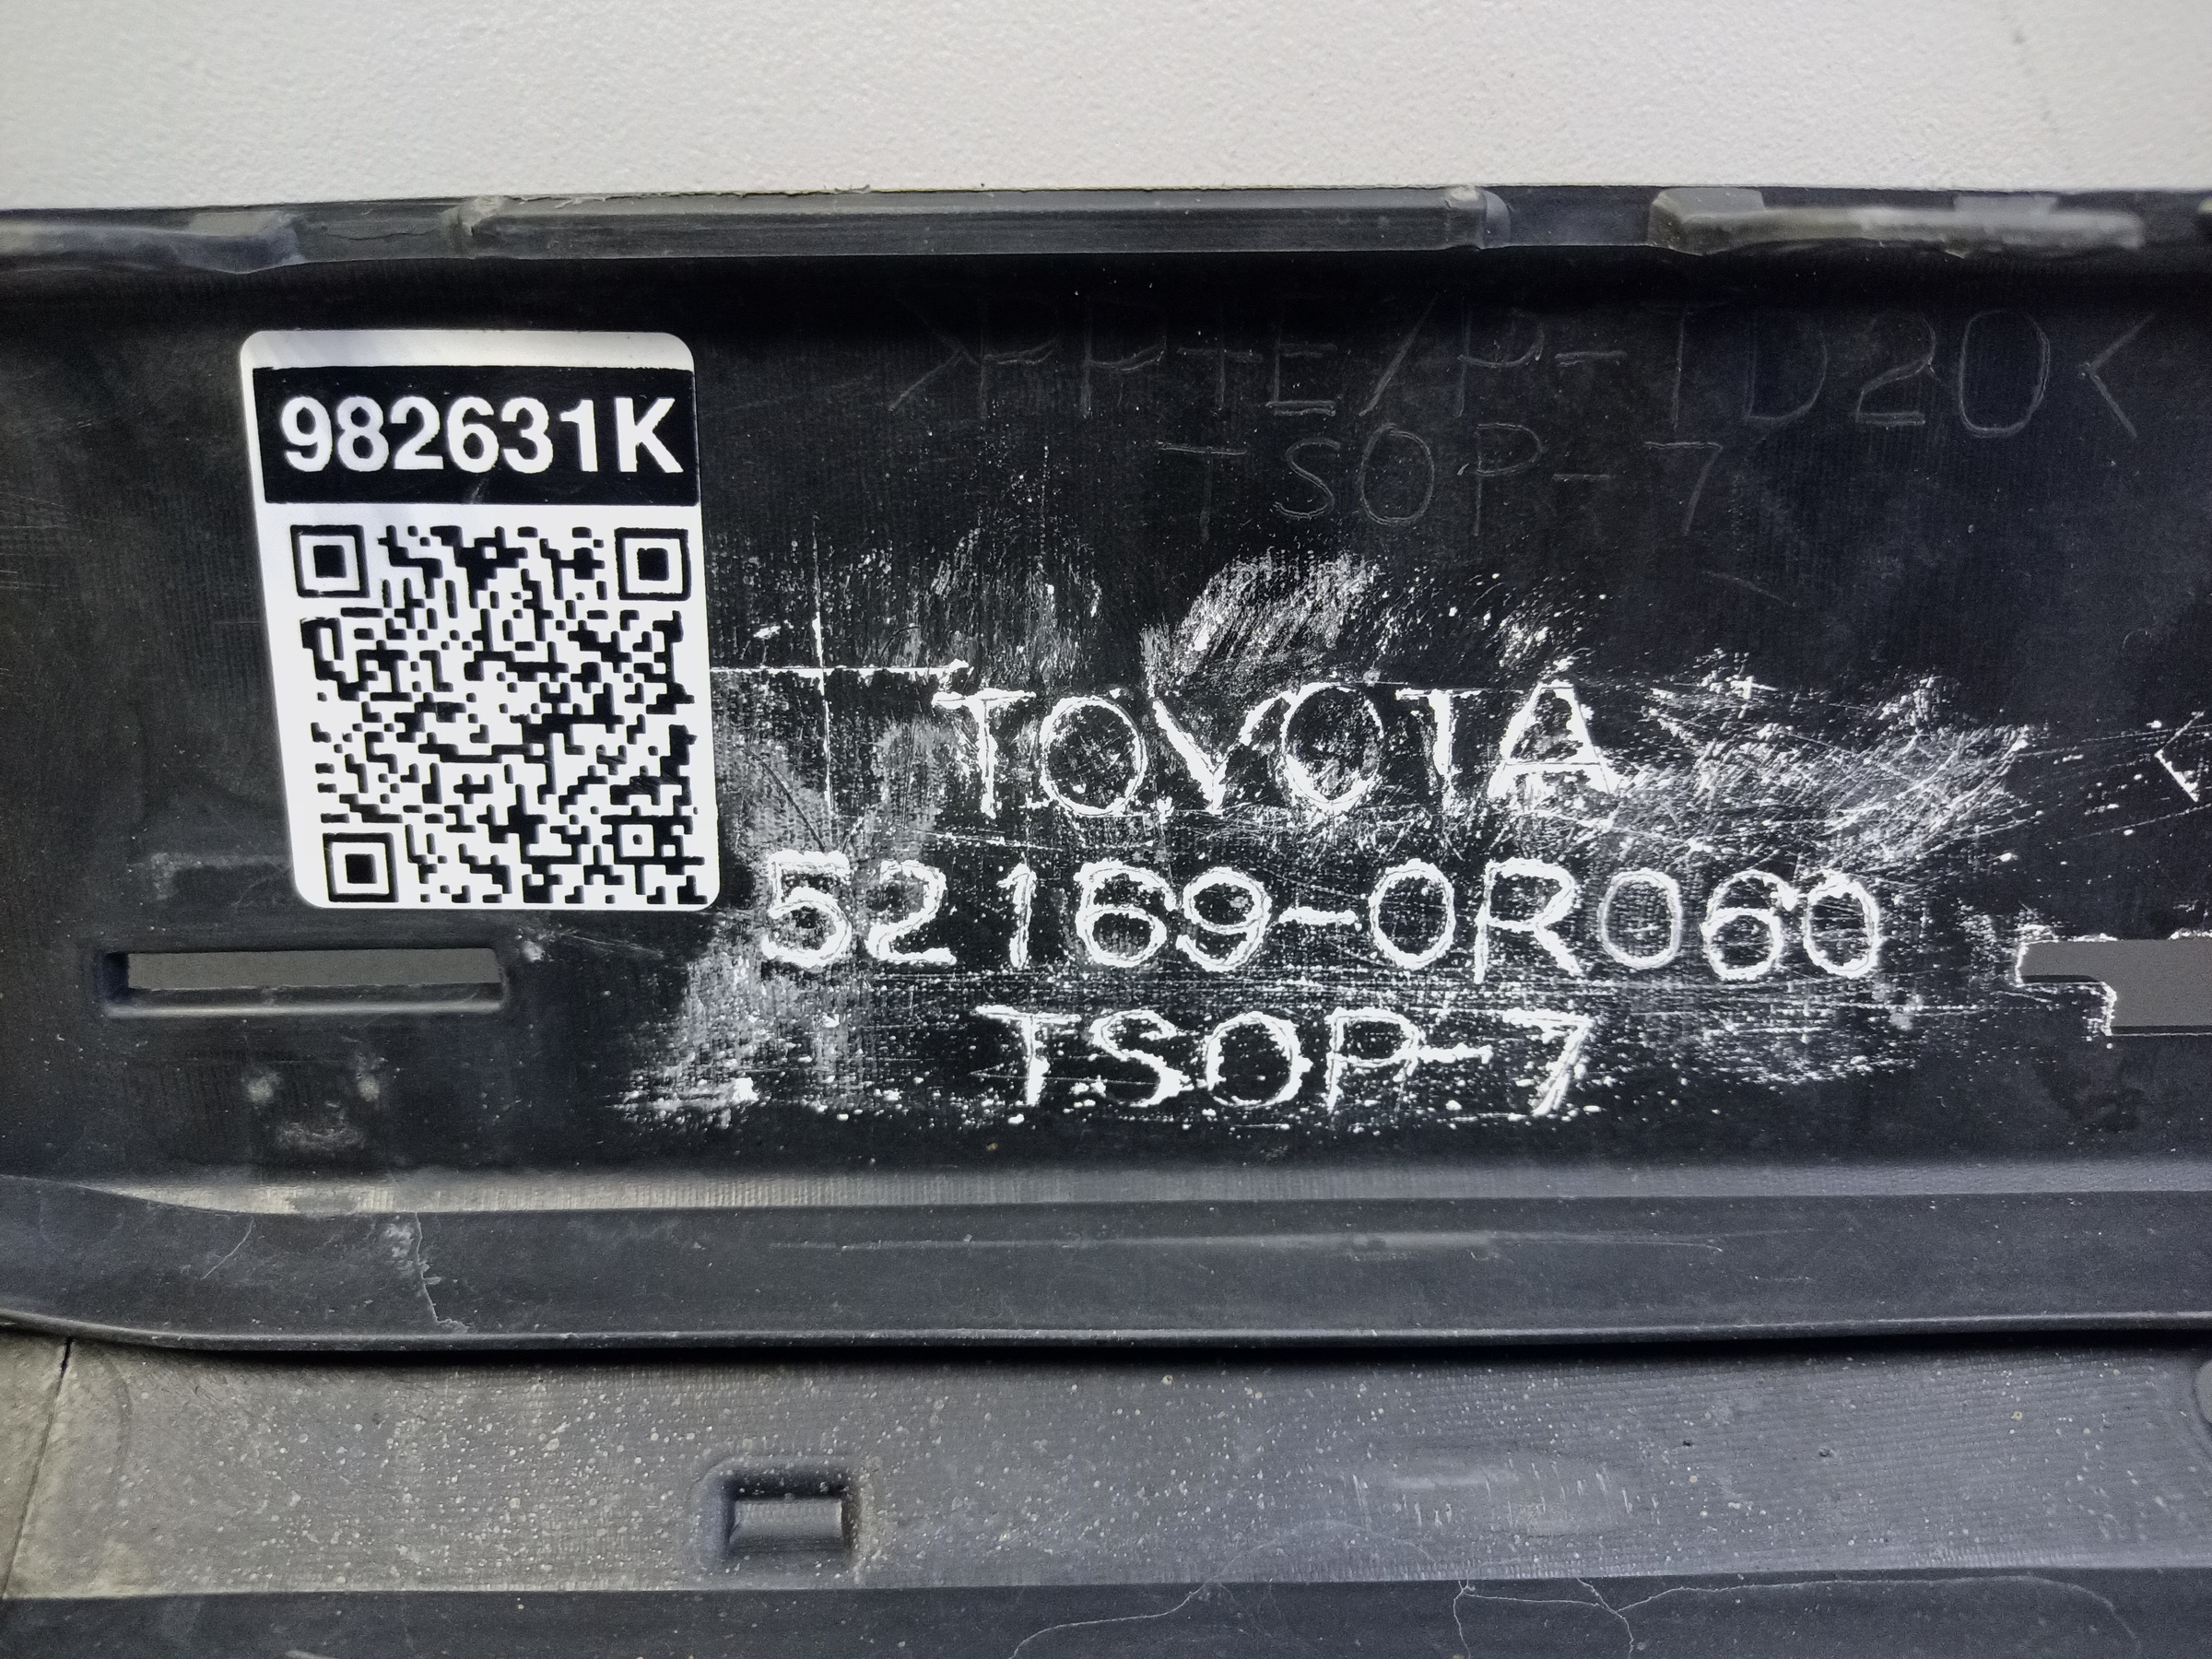 982631K
>PP+E/P-TD20<
TSOP-7
TOYOTA
52169-0R060
TSOP-7